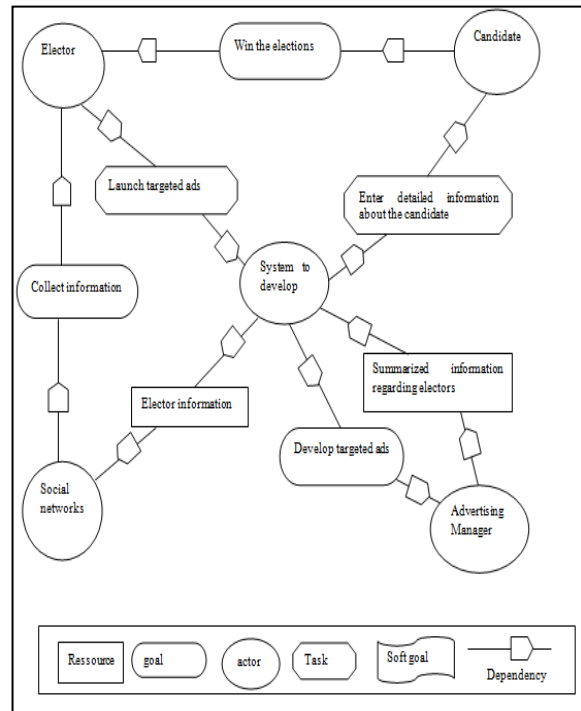 Elector
Win the elections
Candidate
Launch targeted ads
Enter detailed information
about the candidate
System to
develop
Collect information
Summarized information
regarding electors
Elector information
Develop targeted ads
Social
networks
Advertising
Manager
Ressource
goal
actor
Task
Soft goal
Dependency